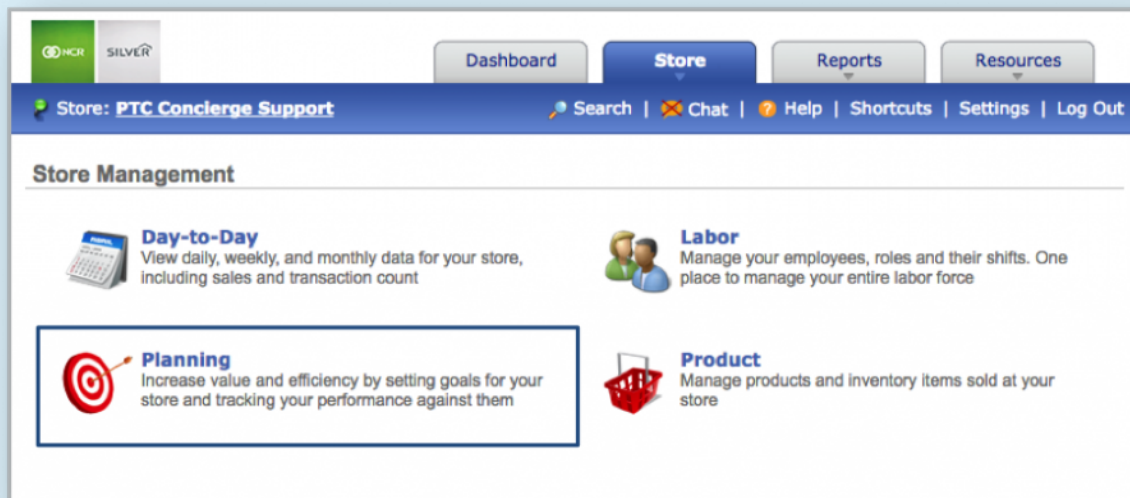 NCR SILVER
Dashboard Store Reports Resources
Store: PTC Concierge Support Search | Chat | Help | Shortcuts | Settings | Log Out
Store Management
Day-to-Day
View daily, weekly, and monthly data for your store,
including sales and transaction count
Labor
Manage your employees, roles and their shifts. One
place to manage your entire labor force
Planning
Increase value and efficiency by setting goals for your
store and tracking your performance against them
Product
Manage products and inventory items sold at your
store